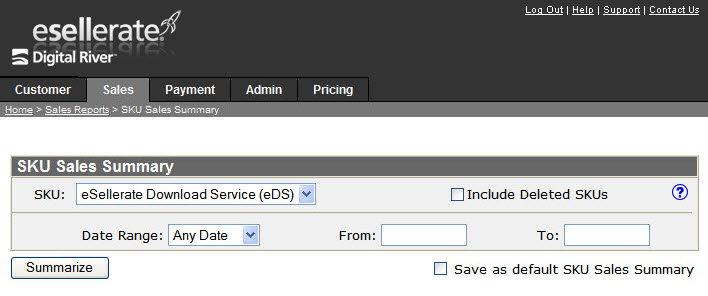 Log Out | Help | Support | Contact Us
esellerate.
Digital River
Customer Sales Payment Admin Pricing
Home > Sales Reports > SKU Sales Summary
SKU Sales Summary
SKU: eSellerate Download Service (eDS) Include Deleted SKUs ?
Date Range: Any Date From: To:
Summarize Save as default SKU Sales Summary